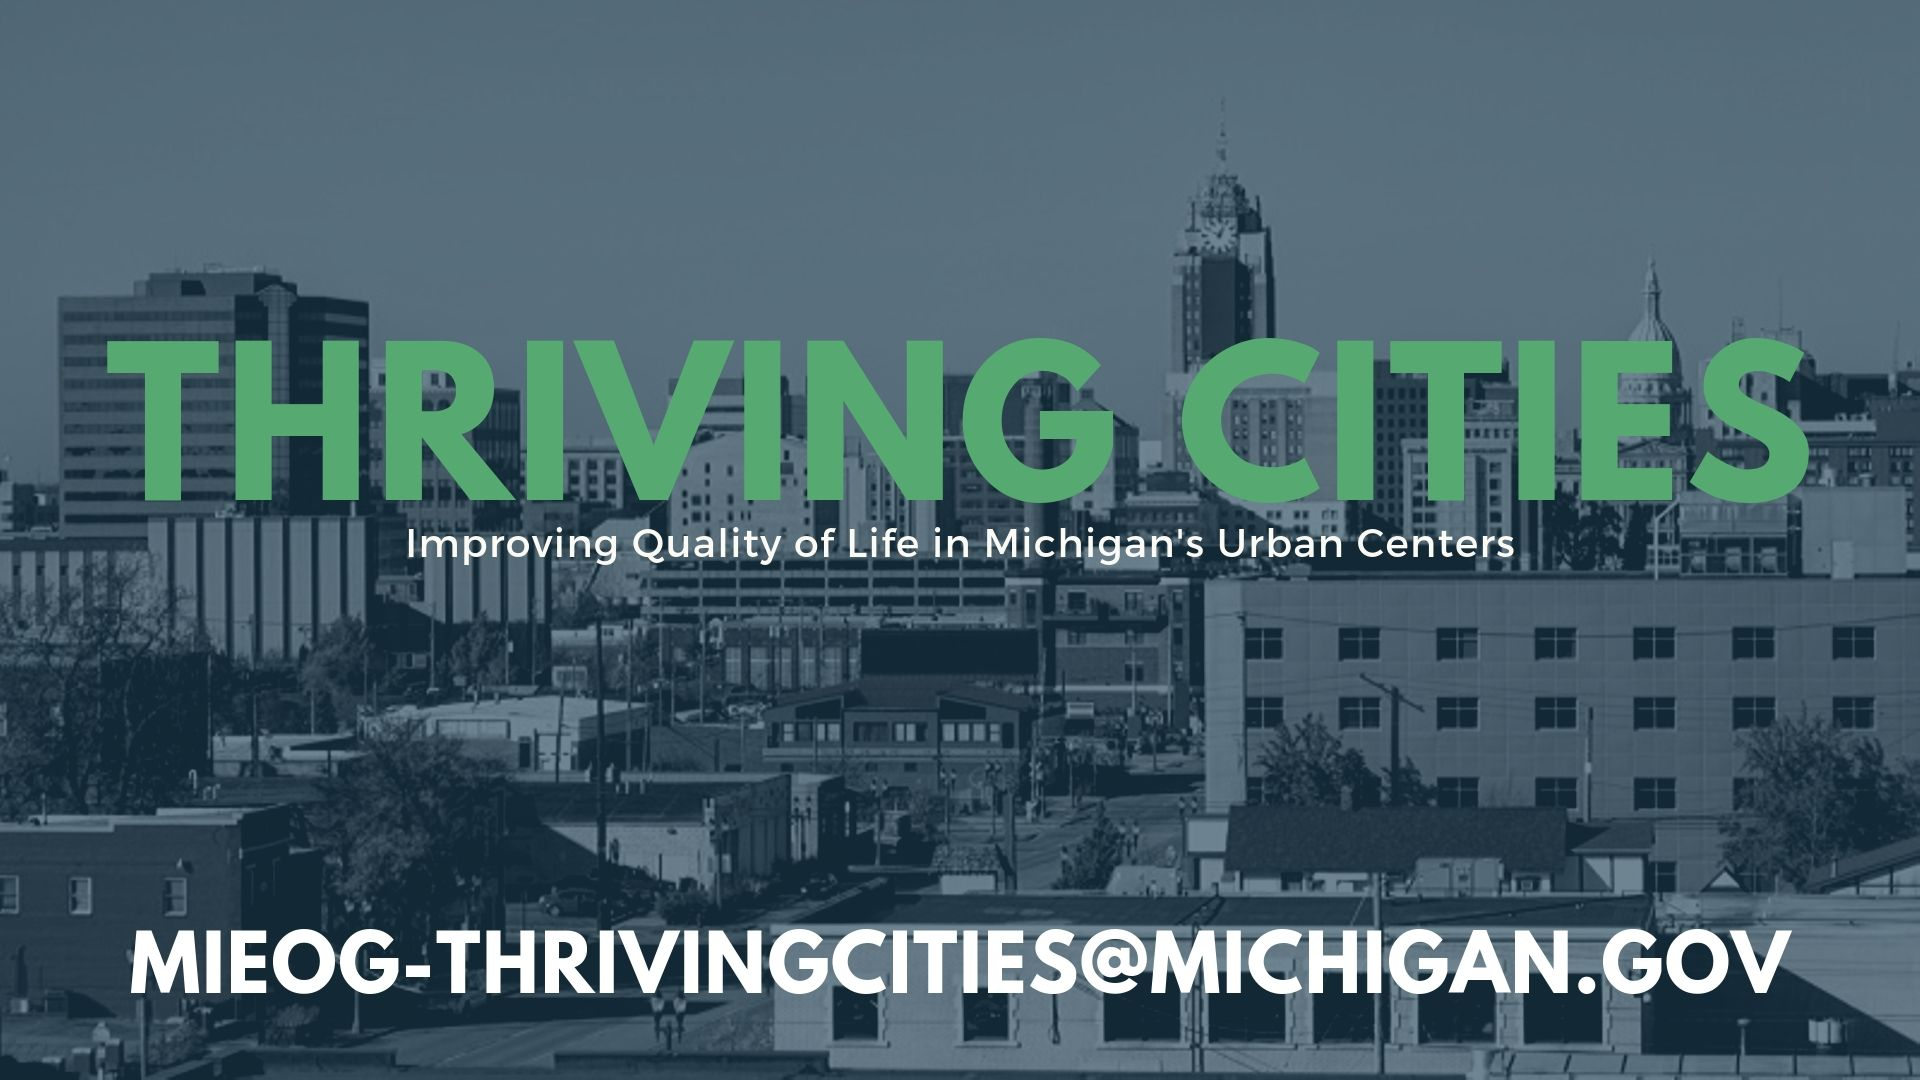 THRIVING CITIES
Improving Quality of Life in Michigan's Urban Centers
MIEOG-THRIVINGCITIES@MICHIGAN.GOV